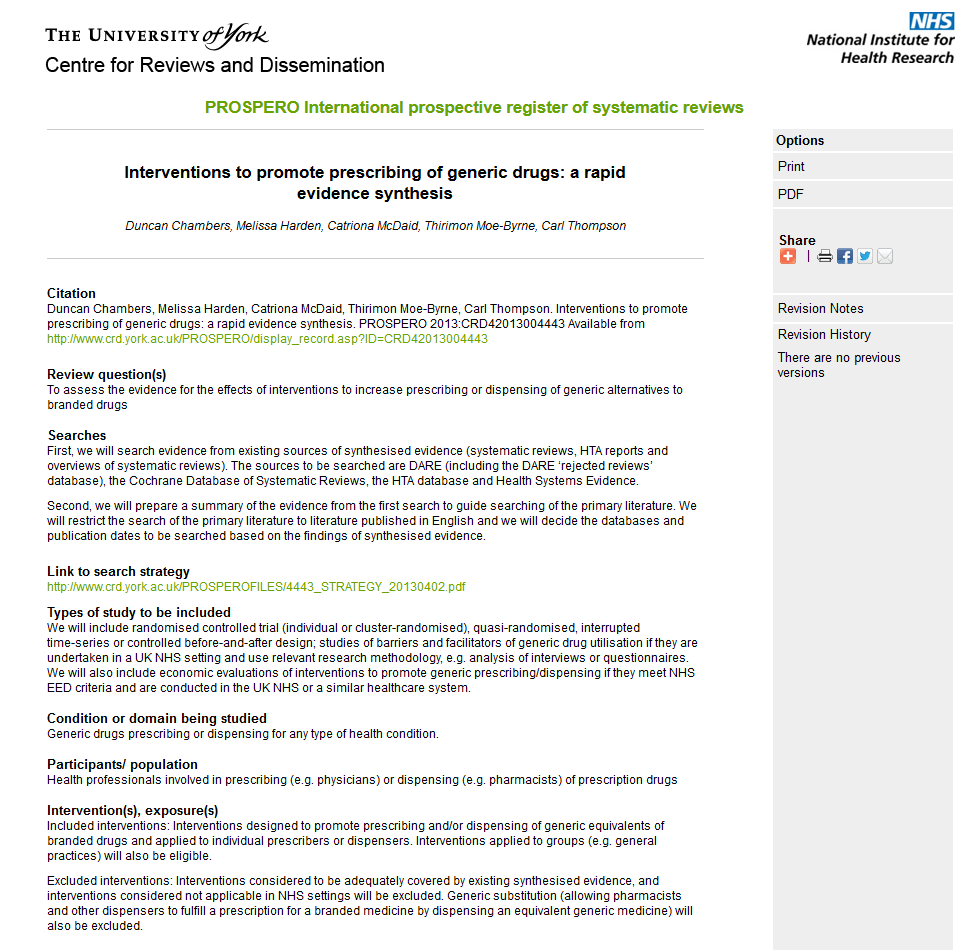 THE UNIVERSITY of York
Centre for Reviews and Dissemination
NHS
National Institute for
Health Research
PROSPERO International prospective register of systematic reviews
Interventions to promote prescribing of generic drugs: a rapid
evidence synthesis
Duncan Chambers, Melissa Harden, Catriona McDaid, Thirimon Moe-Byrne, Carl Thompson
Citation
Duncan Chambers, Melissa Harden, Catriona McDaid, Thirimon Moe-Byrne, Carl Thompson. Interventions to promote
prescribing of generic drugs: a rapid evidence synthesis. PROSPERO 2013:CRD42013004443 Available from
http://www.crd.york.ac.uk/PROSPERO/display_record.asp?ID=CRD42013004443
Review question(s)
To assess the evidence for the effects of interventions to increase prescribing or dispensing of generic alternatives to
branded drugs
Searches
First, we will search evidence from existing sources of synthesised evidence (systematic reviews, HTA reports and
overviews of systematic reviews). The sources to be searched are DARE (including the DARE ‘rejected reviews’
database), the Cochrane Database of Systematic Reviews, the HTA database and Health Systems Evidence.
Second, we will prepare a summary of the evidence from the first search to guide searching of the primary literature. We
will restrict the search of the primary literature to literature published in English and we will decide the databases and
publication dates to be searched based on the findings of synthesised evidence.
Link to search strategy
http://www.crd.york.ac.uk/PROSPEROFILES/4443_STRATEGY_20130402.pdf
Types of study to be included
We will include randomised controlled trial (individual or cluster-randomised), quasi-randomised, interrupted
time-series or controlled before-and-after design; studies of barriers and facilitators of generic drug utilisation if they are
undertaken in a UK NHS setting and use relevant research methodology, e.g. analysis of interviews or questionnaires.
We will also include economic evaluations of interventions to promote generic prescribing/dispensing if they meet NHS
EED criteria and are conducted in the UK NHS or a similar healthcare system.
Condition or domain being studied
Generic drugs prescribing or dispensing for any type of health condition.
Participants/ population
Health professionals involved in prescribing (e.g. physicians) or dispensing (e.g. pharmacists) of prescription drugs
Intervention(s), exposure(s)
Included interventions: Interventions designed to promote prescribing and/or dispensing of generic equivalents of
branded drugs and applied to individual prescribers or dispensers. Interventions applied to groups (e.g. general
practices) will also be eligible.
Excluded interventions: Interventions considered to be adequately covered by existing synthesised evidence, and
interventions considered not applicable in NHS settings will be excluded. Generic substitution (allowing pharmacists
and other dispensers to fulfill a prescription for a branded medicine by dispensing an equivalent generic medicine) will
also be excluded.
Options
Print
PDF
Share
Revision Notes
Revision History
There are no previous
versions